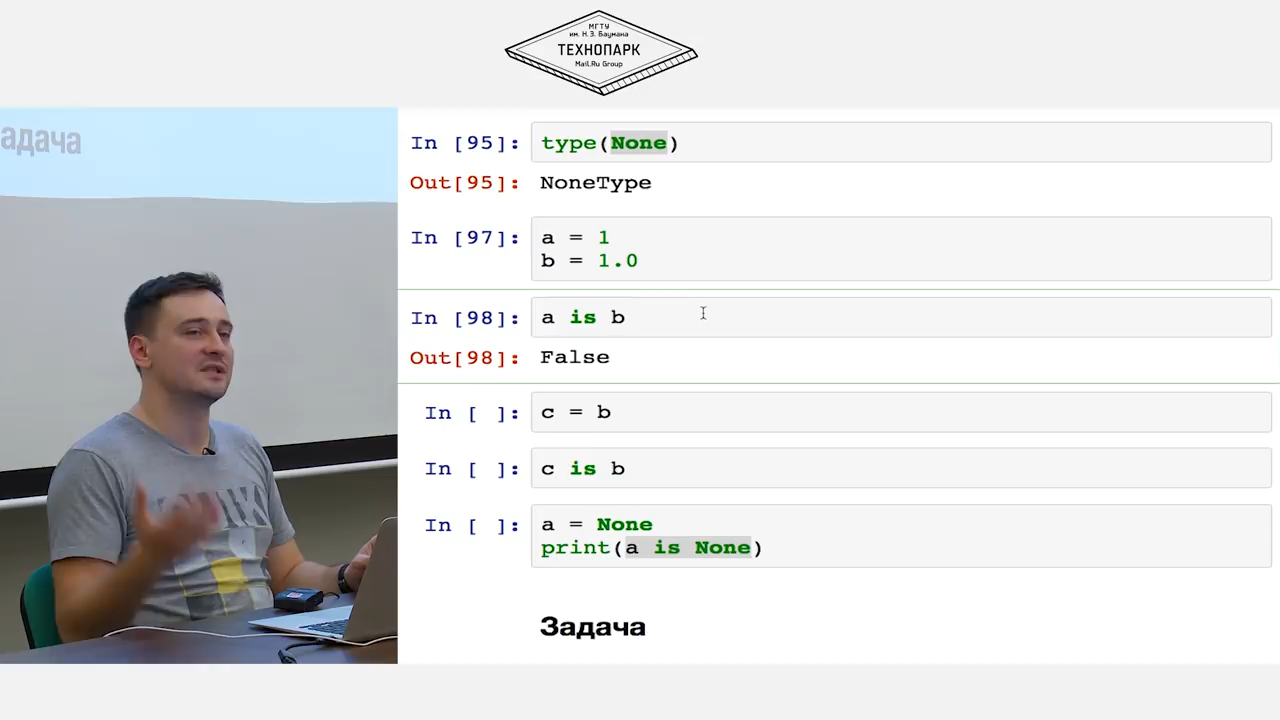 МГТУ
им. Н.Э. Баумана
ТЕХНОПАРК
Mail.Ru Group
адача
In [95]: type(None)
Out[95]: NoneType
In [97]: a = 1
b = 1.0
In [98]: a is b
Out[98]: False
In [ ]: c = b
In [ ]: c is b
In [ ]: a = None
print(a is None)
Задача